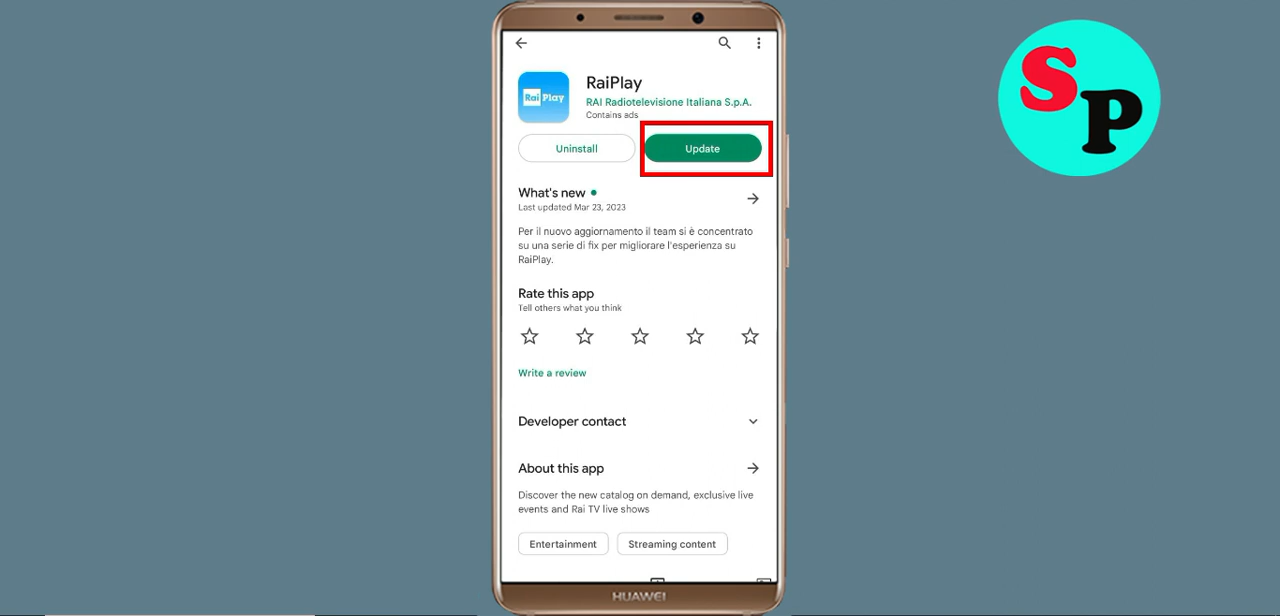 RaiPlay
Rai Play
RAI Radiotelevisione Italiana S.p.A.
Contains ads
Uninstall
Update
What's new
Last updated Mar 23, 2023
Per il nuovo aggiornamento il team si è concentrato
su una serie di fix per migliorare l'esperienza su
RaiPlay.
Rate this app
Tell others what you think
Write a review
Developer contact
About this app
Discover the new catalog on demand, exclusive live
events and Rai TV live shows
Entertainment
Streaming content
HUAWEI
SP